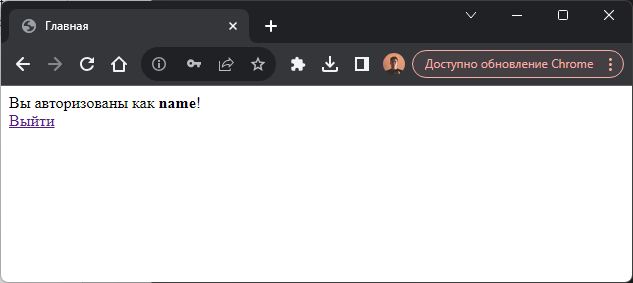 Главная
Доступно обновление Chrome
Вы авторизованы как name!
Выйти